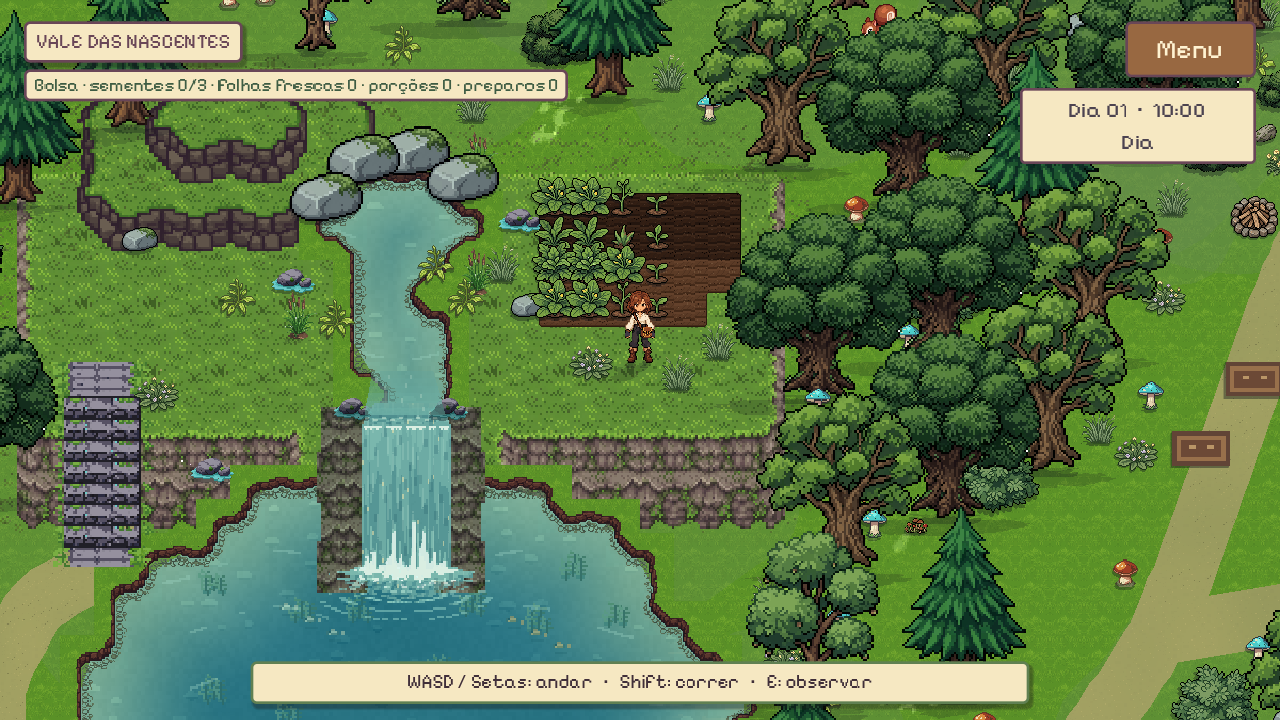 VALE DAS NASCENTES
Bolsa · sementes 0/3 · Folhas frescas 0 · porções 0 · preparos 0
Menu
Dia 01 · 10:00
Dia
WASD / Setas: andar · Shift: correr · E: observar